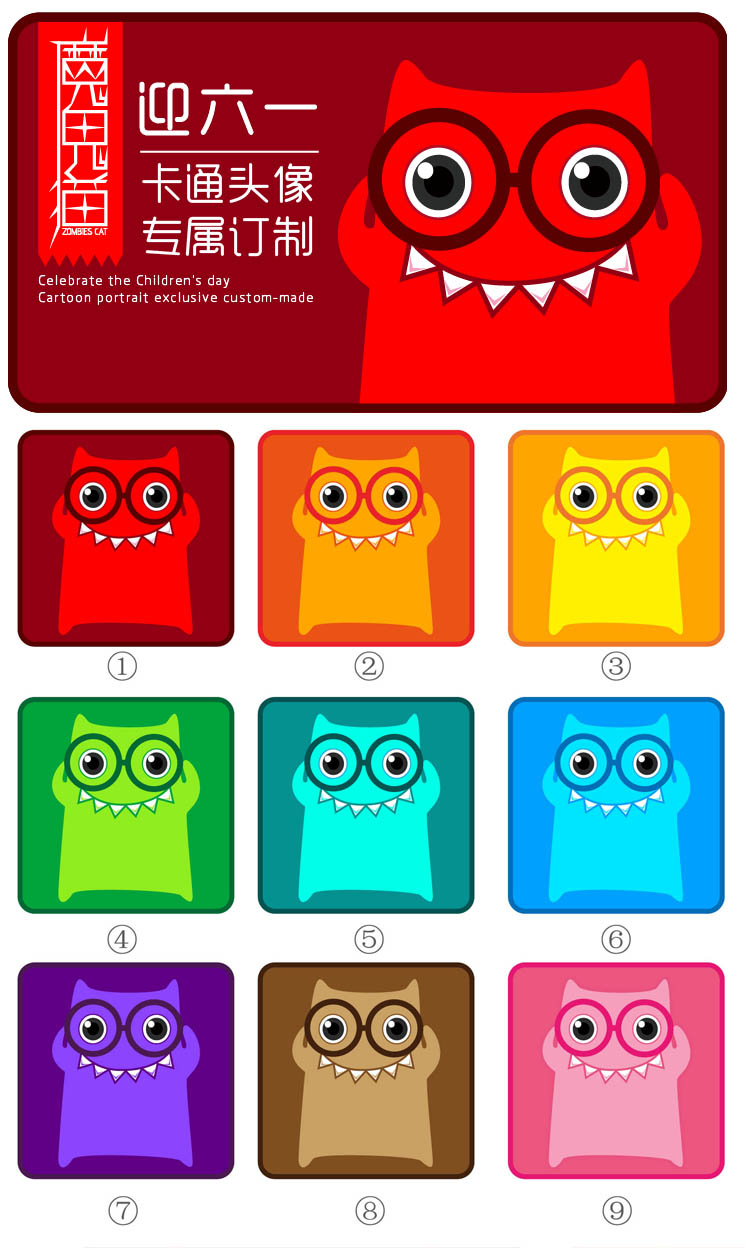 魔鬼猫
ZOMBIES CAT
迎六一
卡通头像
专属订制
Celebrate the Children's day
Cartoon portrait exclusive custom-made
① ② ③
④ ⑤ ⑥
⑦ ⑧ ⑨